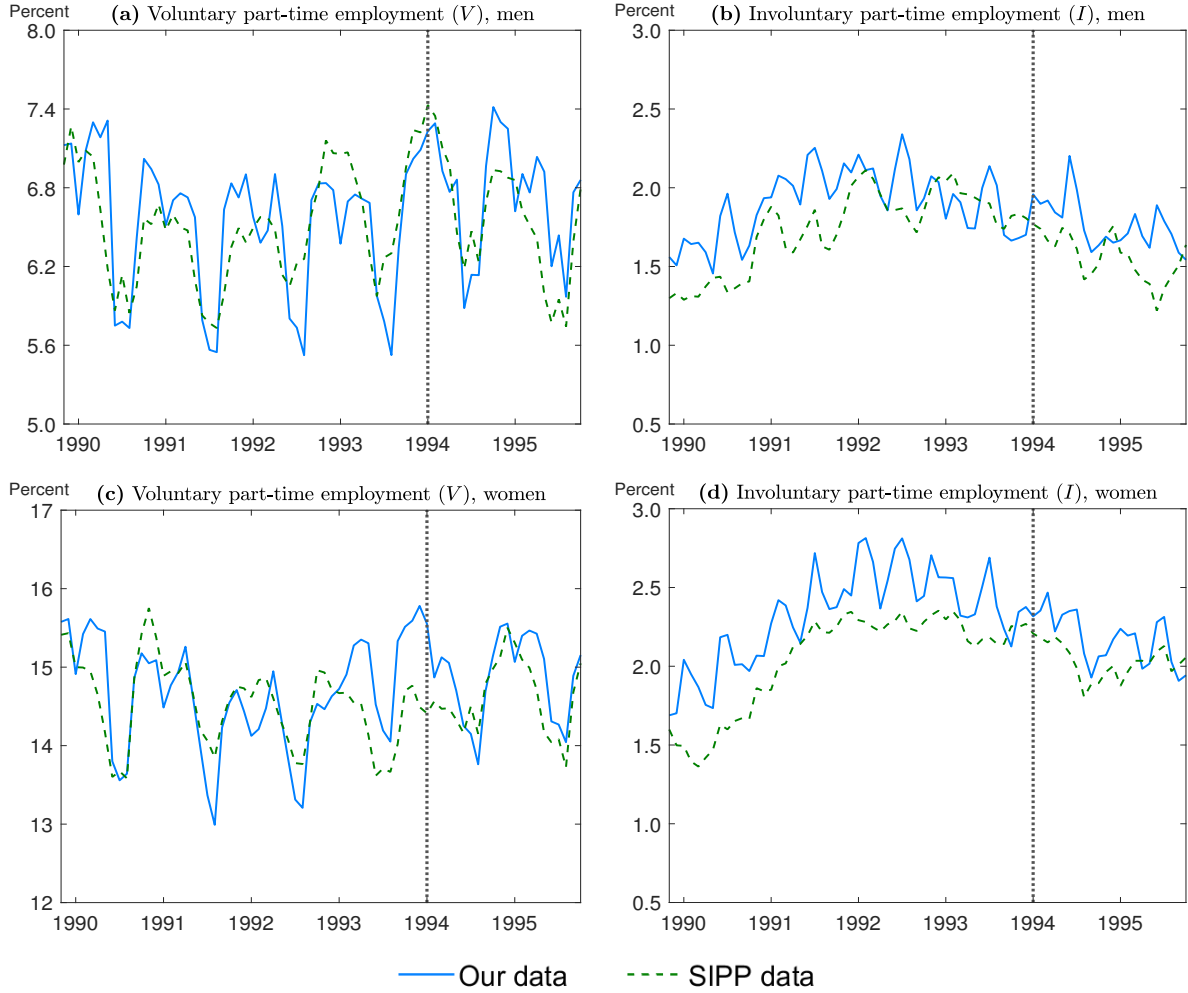 Percent (a) Voluntary part-time employment (V), men
8.0
7.4
6.8
6.2
5.6
5.0
1990 1991 1992 1993 1994 1995
Percent (b) Involuntary part-time employment (I), men
3.0
2.5
2.0
1.5
1.0
0.5
1990 1991 1992 1993 1994 1995
Percent (c) Voluntary part-time employment (V), women
17
16
15
14
13
12
1990 1991 1992 1993 1994 1995
Percent (d) Involuntary part-time employment (I), women
3.0
2.5
2.0
1.5
1.0
0.5
1990 1991 1992 1993 1994 1995
Our data SIPP data